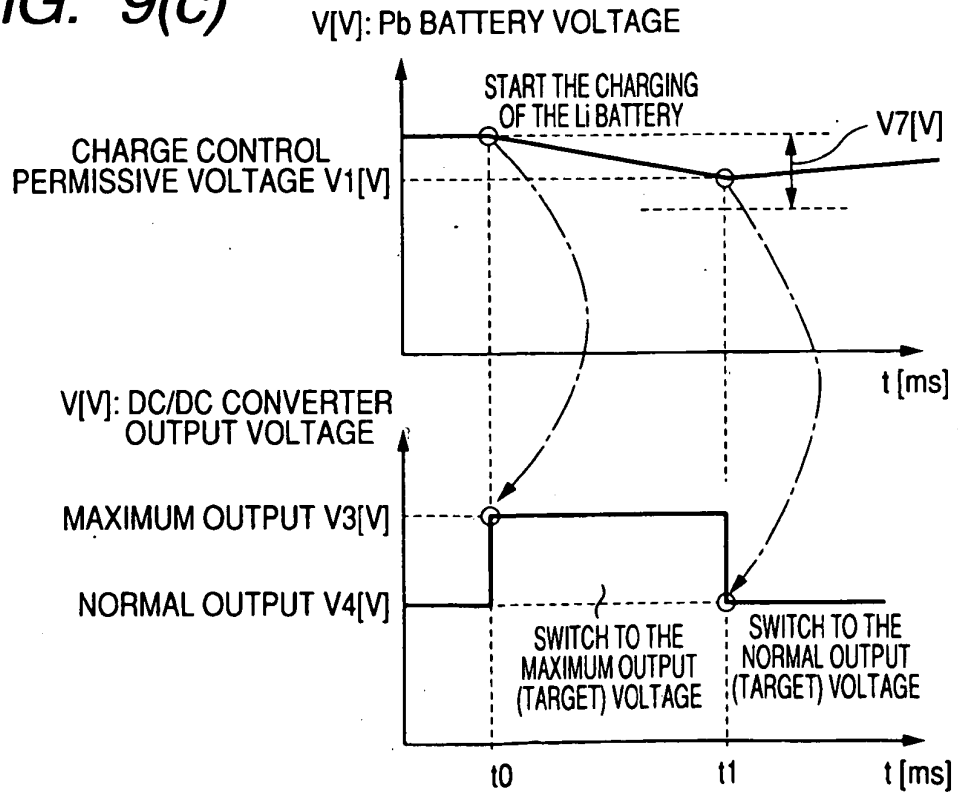 FIG. 9(c)
V[V]: Pb BATTERY VOLTAGE
START THE CHARGING
OF THE Li BATTERY
V7[V]
CHARGE CONTROL
PERMISSIVE VOLTAGE V1[V]
t [ms]
V[V]: DC/DC CONVERTER
OUTPUT VOLTAGE
MAXIMUM OUTPUT V3[V]
NORMAL OUTPUT V4[V]
SWITCH TO THE
MAXIMUM OUTPUT
(TARGET) VOLTAGE
SWITCH TO THE
NORMAL OUTPUT
(TARGET) VOLTAGE
t0
t1
t [ms]